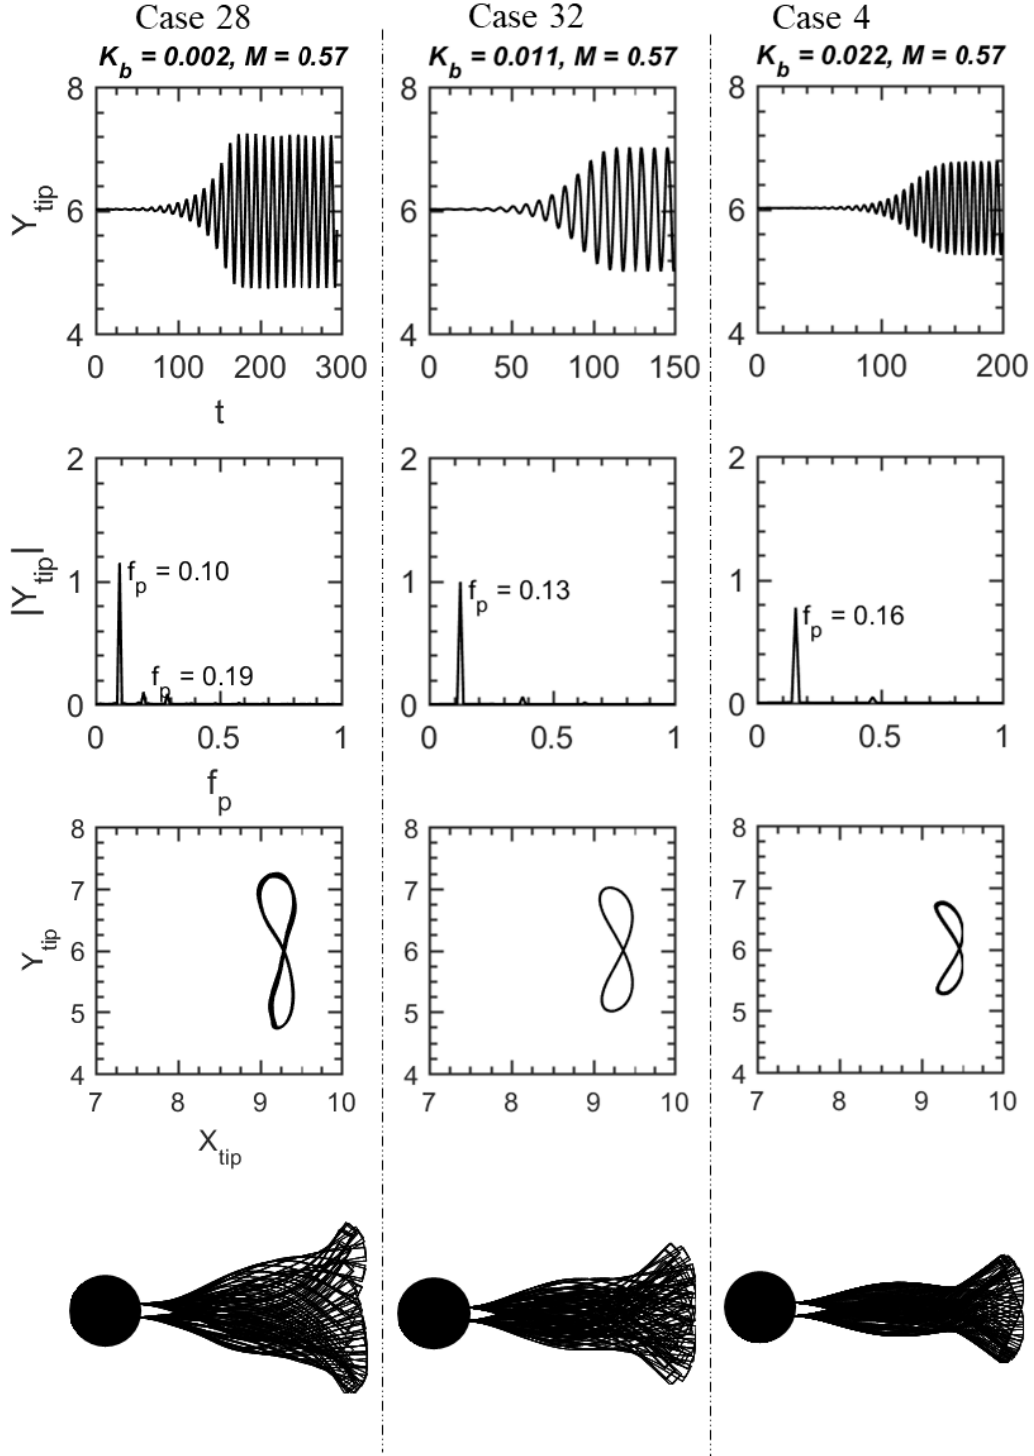 Case 28
Case 32
Case 4
K_b = 0.002, M = 0.57
K_b = 0.011, M = 0.57
K_b = 0.022, M = 0.57
8
6
4
Y_tip
0 100 200 300
t
8
6
4
0 50 100 150
8
6
4
0 100 200
2
1
0
|Y_tip|
f_p = 0.10
f_p = 0.19
0 0.5 1
f_p
2
1
0
f_p = 0.13
0 0.5 1
2
1
0
f_p = 0.16
0 0.5 1
8
7
6
5
4
Y_tip
7 8 9 10
X_tip
8
7
6
5
4
7 8 9 10
8
7
6
5
4
7 8 9 10